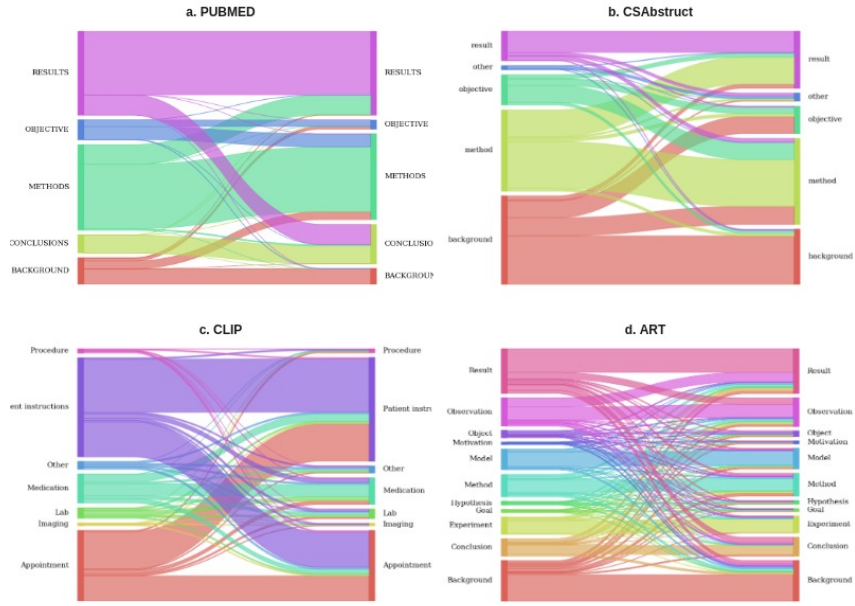 a. PUBMED
b. CSAbstract
RESULTS
OBJECTIVE
METHODS
CONCLUSIONS
BACKGROUND
RESULTS
OBJECTIVE
METHODS
CONCLUSIO
BACKGROUN
result
other
objective
method
background
result
other
objective
method
background
c. CLIP
d. ART
Procedure
ent instructions
Other
Medication
Lab
Imaging
Appointment
Procedure
Patient instru
Other
Medication
Lab
Imaging
Appointment
Result
Observation
Object
Motivation
Model
Method
Hypothesis
Goal
Experiment
Conclusion
Background
Result
Observation
Object
Motivation
Model
Method
Hypothesis
Goal
Experiment
Conclusion
Background